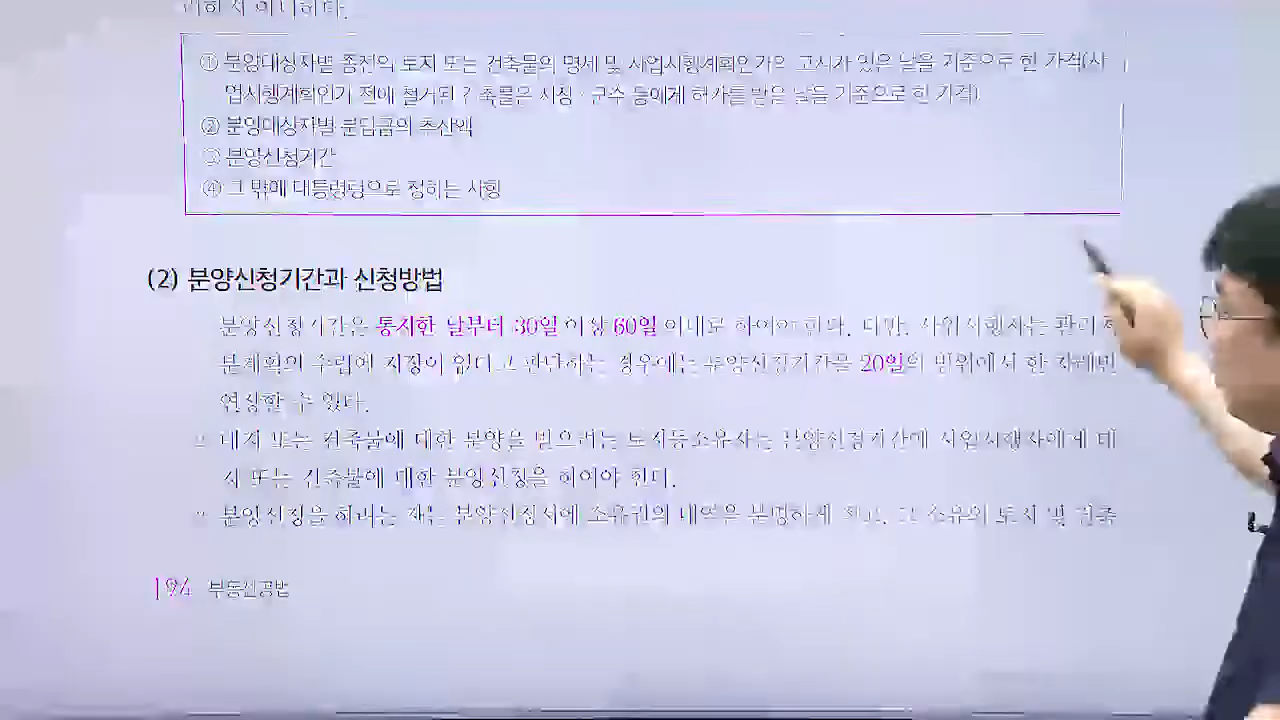 ① 분양대상자별 종전의 토지 또는 건축물의 명세 및 사업시행계획인가의 고시가 있은 날을 기준으로 한 가격(사
업시행계획인가 전에 철거된 건축물은 시장·군수 등에게 허가를 받은 날을 기준으로 한 가격)
② 분양대상자별 분담금의 추산액
③ 분양신청기간
④ 그 밖에 대통령령으로 정하는 사항
(2) 분양신청기간과 신청방법
분양신청기간은 통지한 날부터 30일 이상 60일 이내로 하여야 한다. 다만, 사업시행자는 관리처
분계획의 수립에 지장이 없다고 판단하는 경우에는 분양신청기간을 20일의 범위에서 한 차례만
연장할 수 있다.
대지 또는 건축물에 대한 분양을 받으려는 토지등소유자는 분양신청기간에 사업시행자에게 대
지 또는 건축물에 대한 분양신청을 하여야 한다.
분양신청을 하려는 자는 분양신청서에 소유권의 내역을 분명하게 적고, 그 소유의 토지 및 건축
194 부동산공법